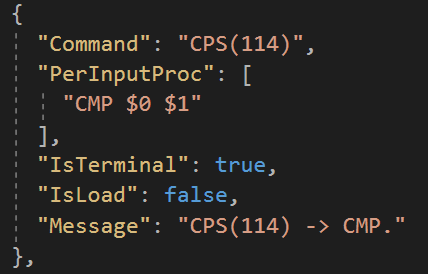 {
"Command": "CPS(114)",
"PerInputProc": [
"CMP $0 $1"
],
"IsTerminal": true,
"IsLoad": false,
"Message": "CPS(114) -> CMP."
},